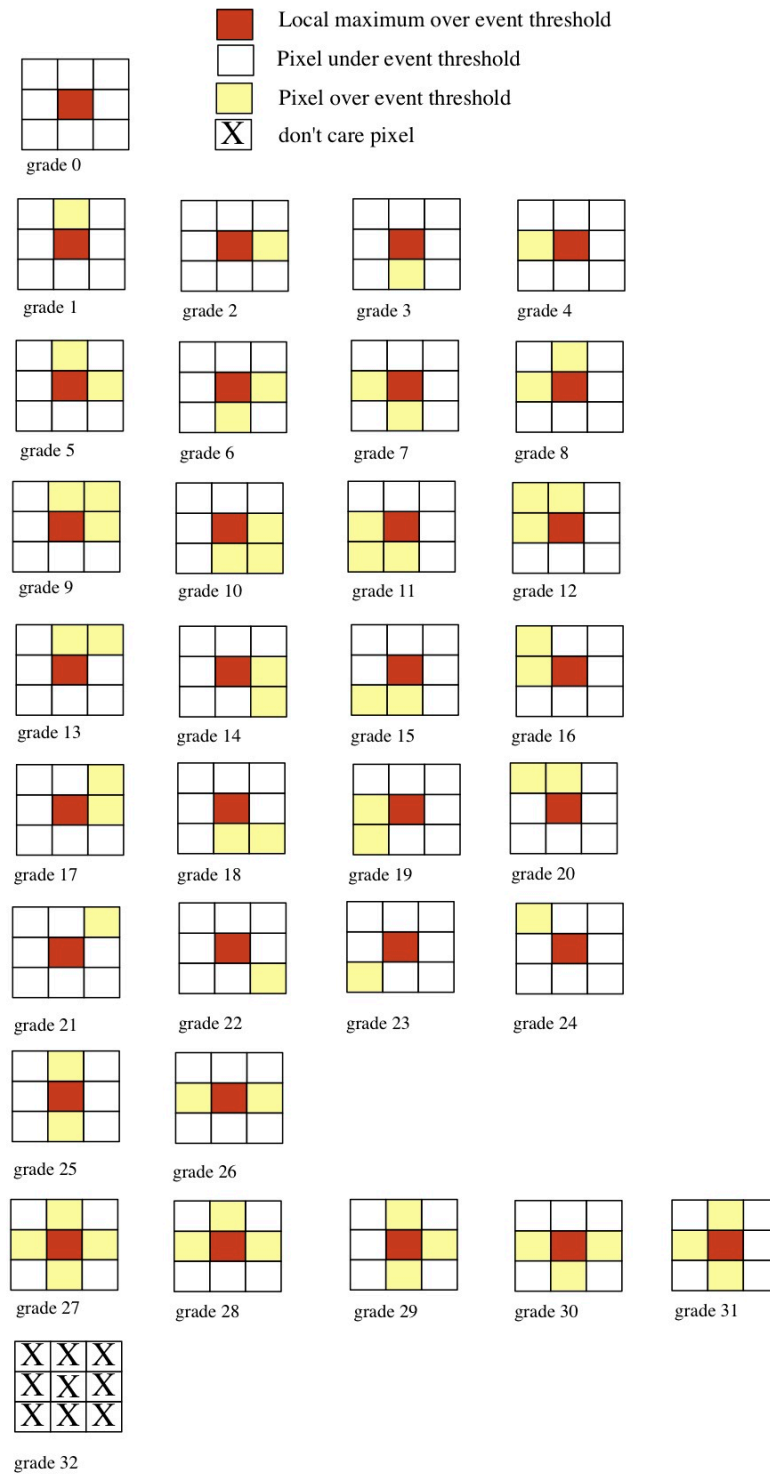 Local maximum over event threshold
Pixel under event threshold
Pixel over event threshold
X don't care pixel
grade 0
grade 1 grade 2 grade 3 grade 4
grade 5 grade 6 grade 7 grade 8
grade 9 grade 10 grade 11 grade 12
grade 13 grade 14 grade 15 grade 16
grade 17 grade 18 grade 19 grade 20
grade 21 grade 22 grade 23 grade 24
grade 25 grade 26
grade 27 grade 28 grade 29 grade 30 grade 31
X X X
X X X
X X X
grade 32